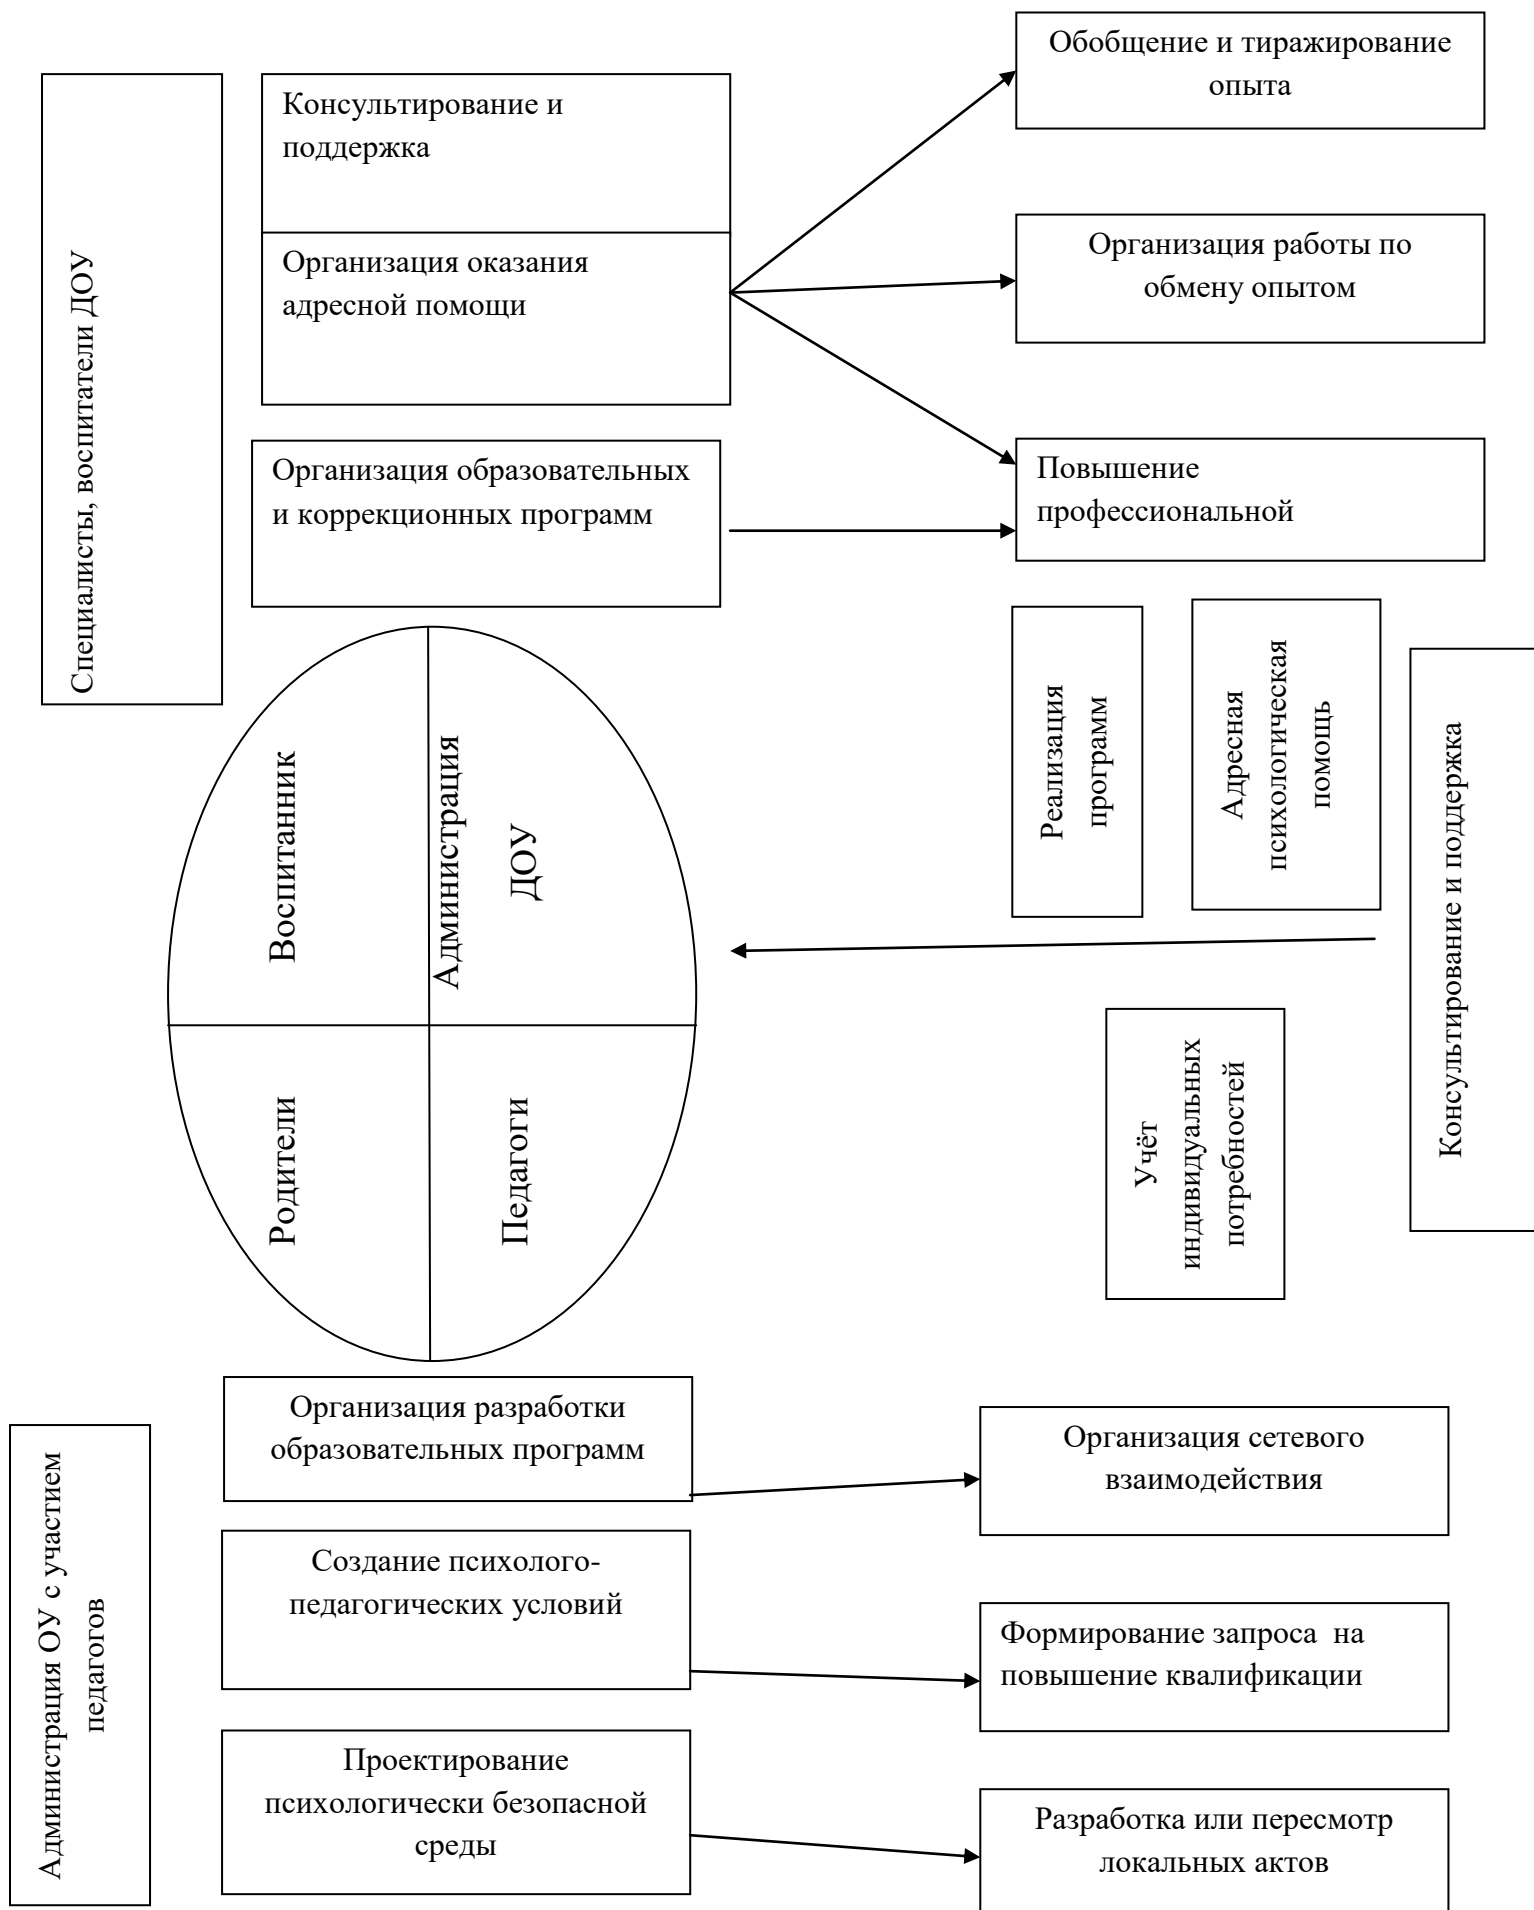 Обобщение и тиражирование
опыта
Консультирование и
поддержка
Специалисты, воспитатели ДОУ
Организация оказания
адресной помощи
Организация работы по
обмену опытом
Организация образовательных
и коррекционных программ
Повышение
профессиональной
Реализация
программ
Адресная
психологическая
помощь
Консультирование и поддержка
Воспитанник
Администрация
ДОУ
Родители
Педагоги
Учёт
индивидуальных
потребностей
Администрация ОУ с участием
педагогов
Организация разработки
образовательных программ
Организация сетевого
взаимодействия
Создание психолого-
педагогических условий
Формирование запроса на
повышение квалификации
Проектирование
психологически безопасной
среды
Разработка или пересмотр
локальных актов